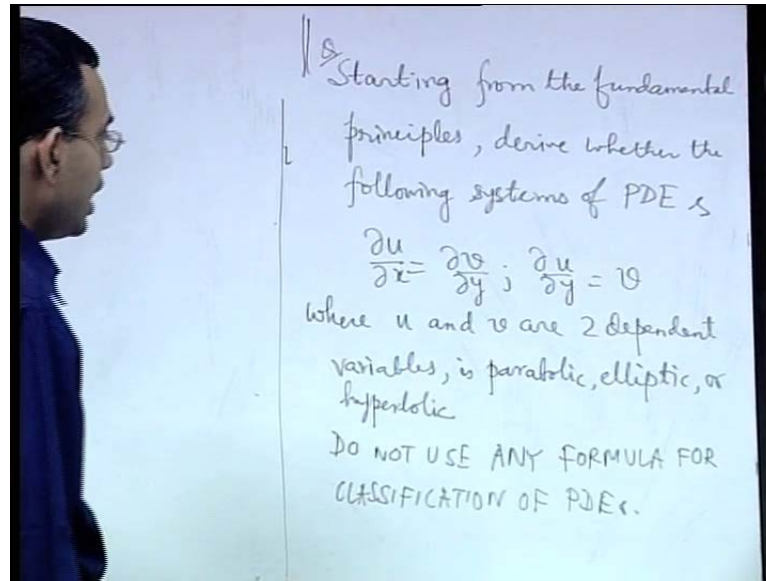 Q Starting from the fundamental
principles, derive whether the
following systems of PDEs
∂u/∂x = ∂v/∂y ; ∂u/∂y = v
where u and v are 2 dependent
variables, is parabolic, elliptic, or
hyperbolic
DO NOT USE ANY FORMULA FOR
CLASSIFICATION OF PDEs.